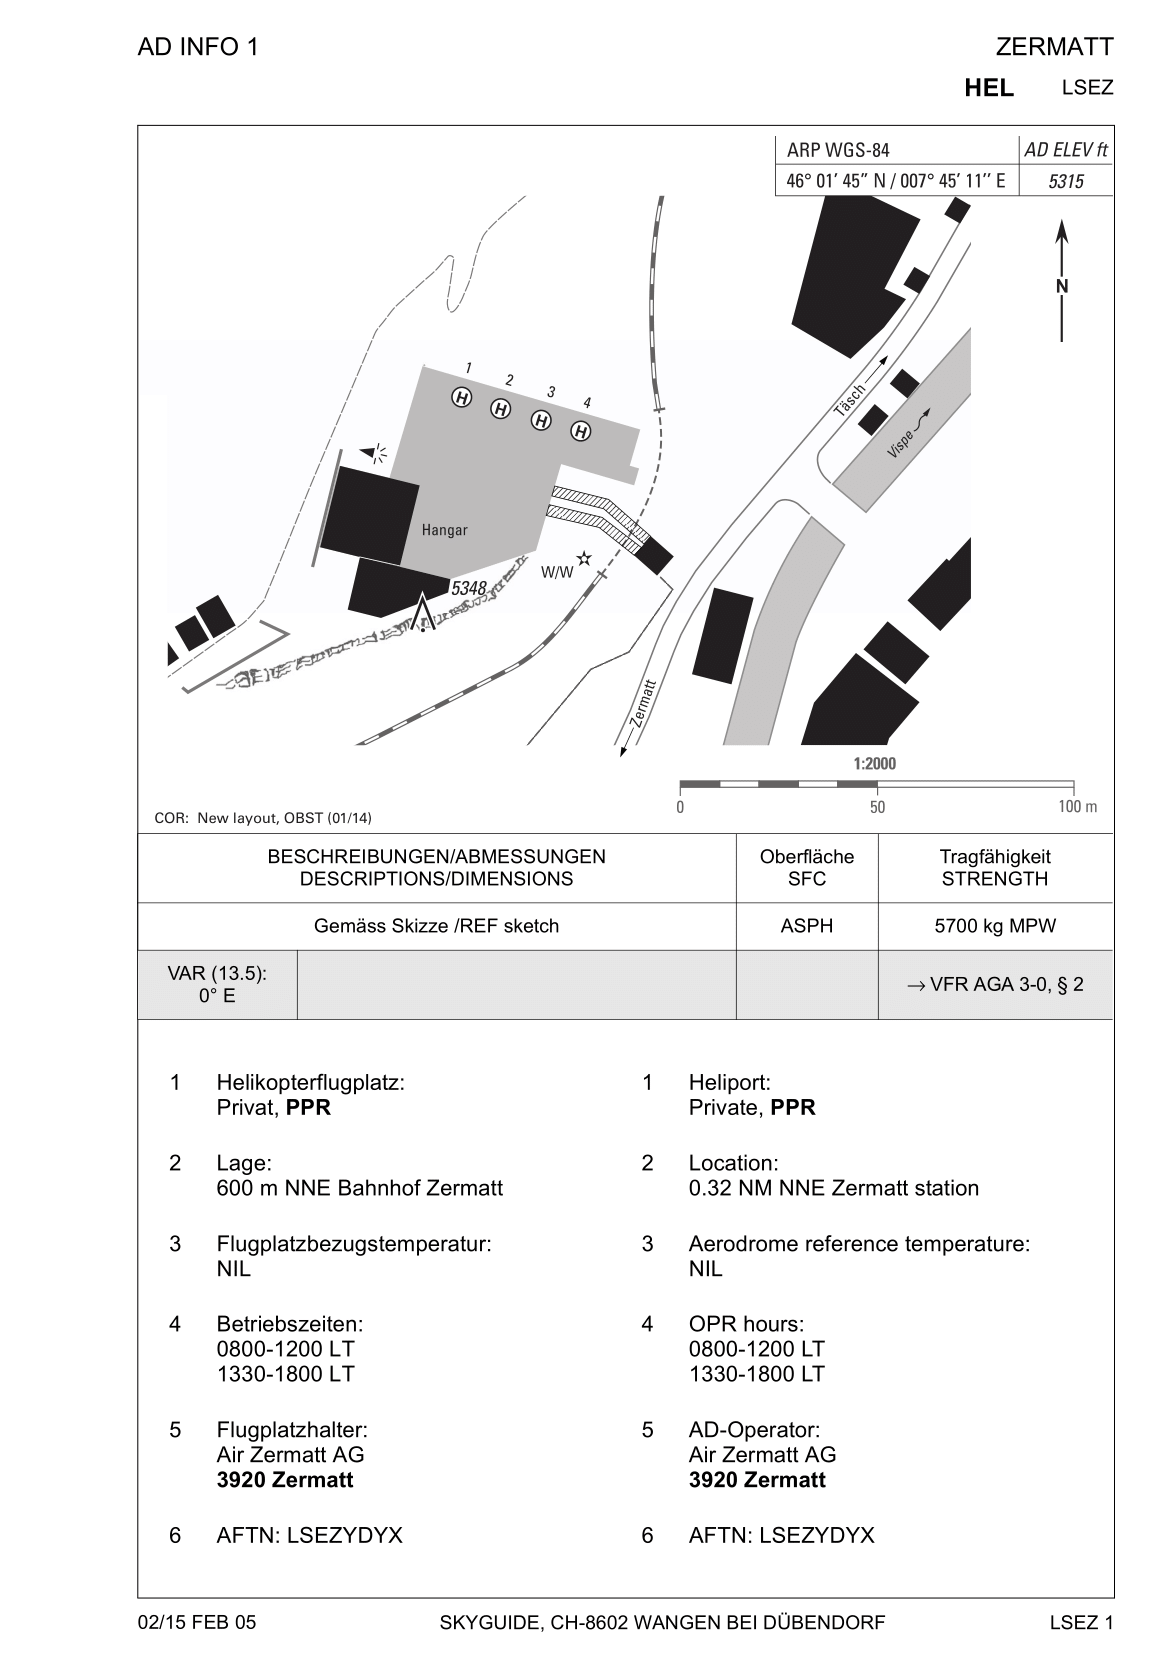 AD INFO 1
ZERMATT
HEL LSEZ
ARP WGS-84
AD ELEV ft
46° 01′ 45″ N / 007° 45′ 11′′ E
5315
N
1
2
3
4
H
H
H
H
Täsch
Vispe
Hangar
W/W
5348
Zermatt
1:2000
0 50 100 m
COR: New layout, OBST (01/14)
BESCHREIBUNGEN/ABMESSUNGEN
DESCRIPTIONS/DIMENSIONS
Oberfläche
SFC
Tragfähigkeit
STRENGTH
Gemäss Skizze /REF sketch
ASPH
5700 kg MPW
VAR (13.5):
0° E
→ VFR AGA 3-0, § 2
1 Helikopterflugplatz:
Privat, PPR
2 Lage:
600 m NNE Bahnhof Zermatt
3 Flugplatzbezugstemperatur:
NIL
4 Betriebszeiten:
0800-1200 LT
1330-1800 LT
5 Flugplatzhalter:
Air Zermatt AG
3920 Zermatt
6 AFTN: LSEZYDYX
1 Heliport:
Private, PPR
2 Location:
0.32 NM NNE Zermatt station
3 Aerodrome reference temperature:
NIL
4 OPR hours:
0800-1200 LT
1330-1800 LT
5 AD-Operator:
Air Zermatt AG
3920 Zermatt
6 AFTN: LSEZYDYX
02/15 FEB 05
SKYGUIDE, CH-8602 WANGEN BEI DÜBENDORF
LSEZ 1